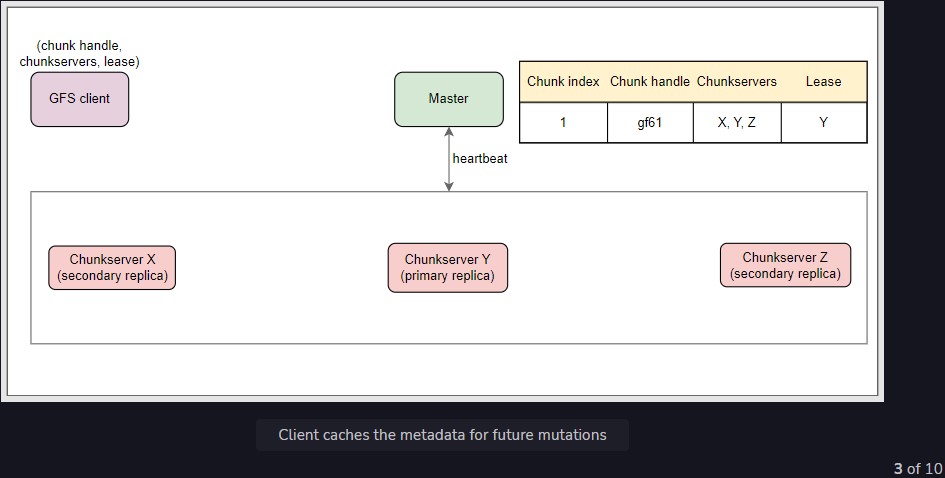 (chunk handle,
chunkservers, lease)
GFS client
Master
Chunk index Chunk handle Chunkservers Lease
1 gf61 X, Y, Z Y
heartbeat
Chunkserver X
(secondary replica)
Chunkserver Y
(primary replica)
Chunkserver Z
(secondary replica)
Client caches the metadata for future mutations
3 of 10